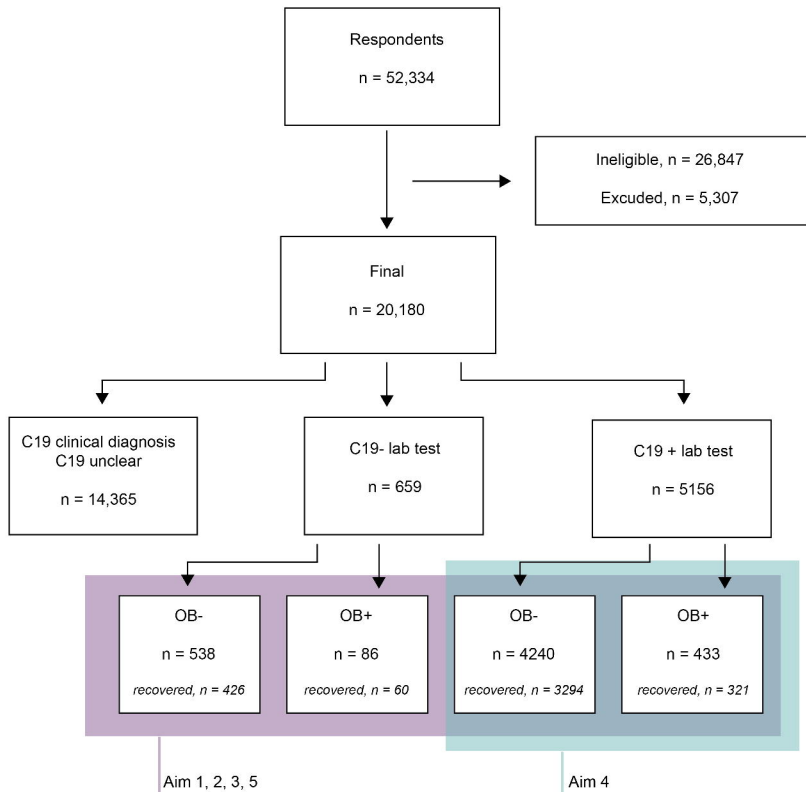 Respondents
n = 52,334
Ineligible, n = 26,847
Excuded, n = 5,307
Final
n = 20,180
C19 clinical diagnosis
C19 unclear
n = 14,365
C19- lab test
n = 659
C19 + lab test
n = 5156
OB-
n = 538
recovered, n = 426
OB+
n = 86
recovered, n = 60
OB-
n = 4240
recovered, n = 3294
OB+
n = 433
recovered, n = 321
Aim 1, 2, 3, 5
Aim 4